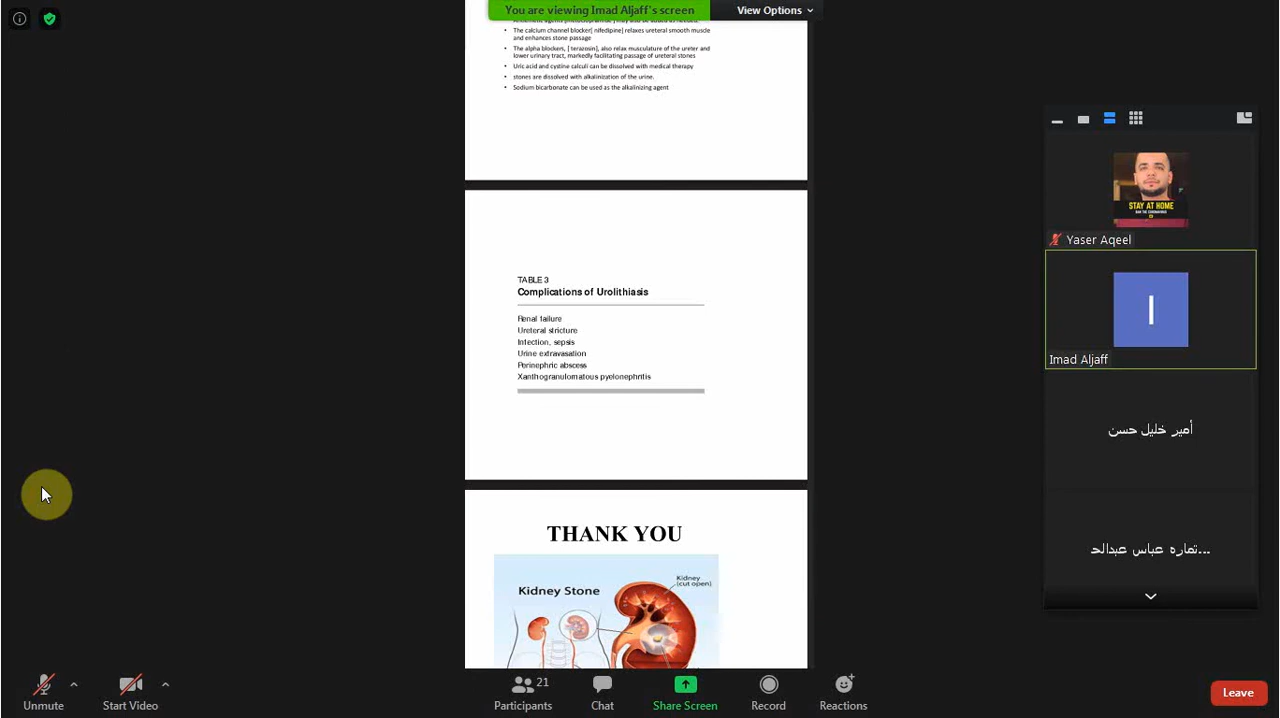 You are viewing Imad Aljaff's screen
View Options
• The calcium channel blocker[ nifedipine] relaxes ureteral smooth muscle
and enhances stone passage
• The alpha blockers, [ terazosin], also relax musculature of the ureter and
lower urinary tract, markedly facilitating passage of ureteral stones
• Uric acid and cystine calculi can be dissolved with medical therapy
• stones are dissolved with alkalinization of the urine.
• Sodium bicarbonate can be used as the alkalinizing agent
TABLE 3
Complications of Urolithiasis
Renal failure
Ureteral stricture
Infection, sepsis
Urine extravasation
Perinephric abscess
Xanthogranulomatous pyelonephritis
THANK YOU
Kidney Stone
Kidney
(cut open)
STAY AT HOME
Yaser Aqeel
I
Imad Aljaff
أمير خليل حسن
تماره عباس عبدالح...
Unmute
Start Video
Participants
21
Chat
Share Screen
Record
Reactions
Leave